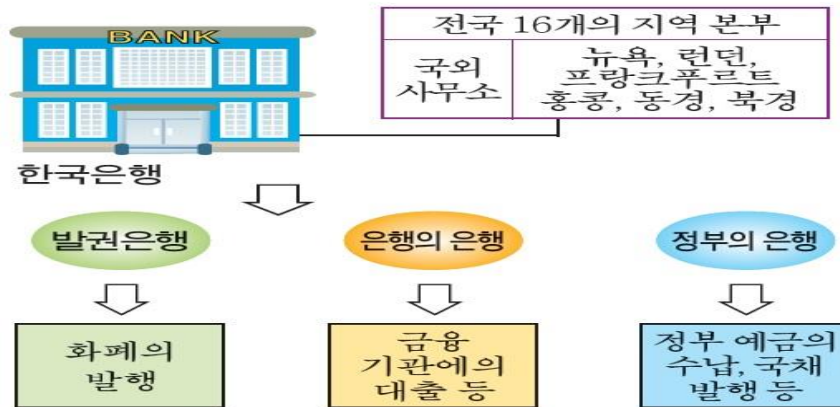 BANK
전국 16개의 지역 본부
국외
사무소
뉴욕, 런던,
프랑크푸르트
홍콩, 동경, 북경
한국은행
발권은행
은행의 은행
정부의 은행
화폐의
발행
금융
기관에의
대출 등
정부 예금의
수납, 국채
발행 등